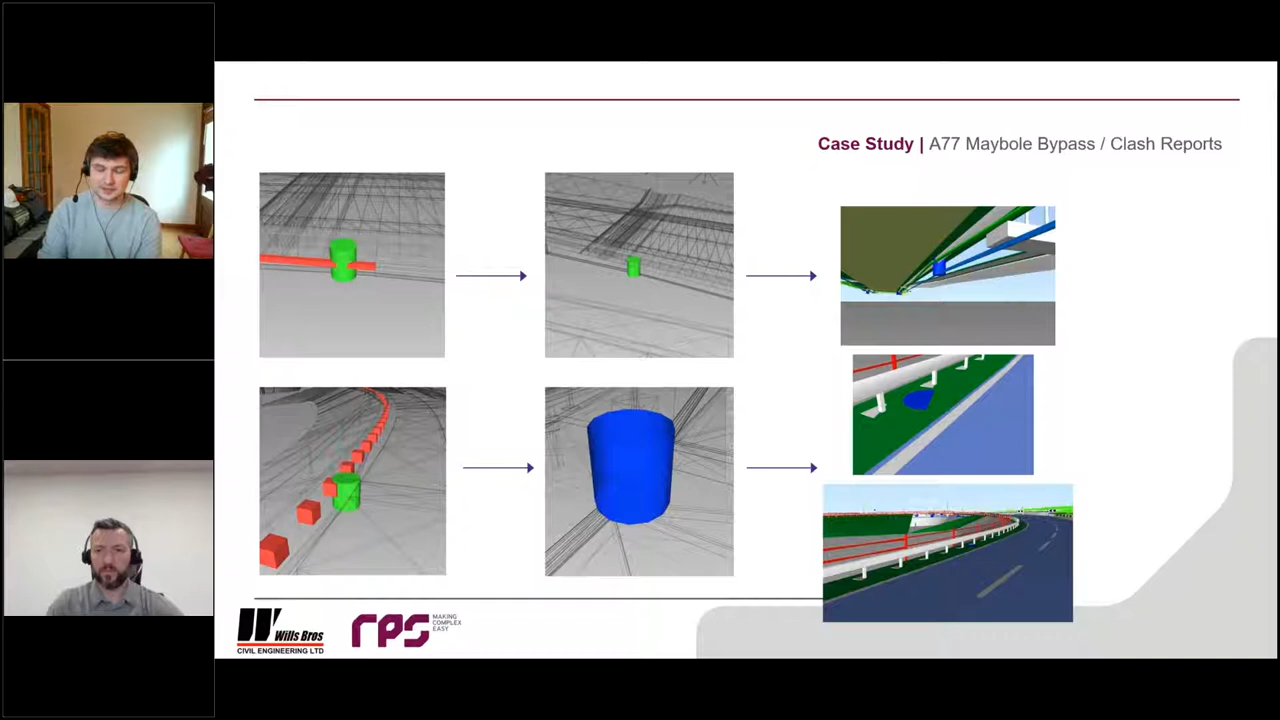 Case Study | A77 Maybole Bypass / Clash Reports
W
Wills Bros
CIVIL ENGINEERING LTD
rps
MAKING
COMPLEX
EASY